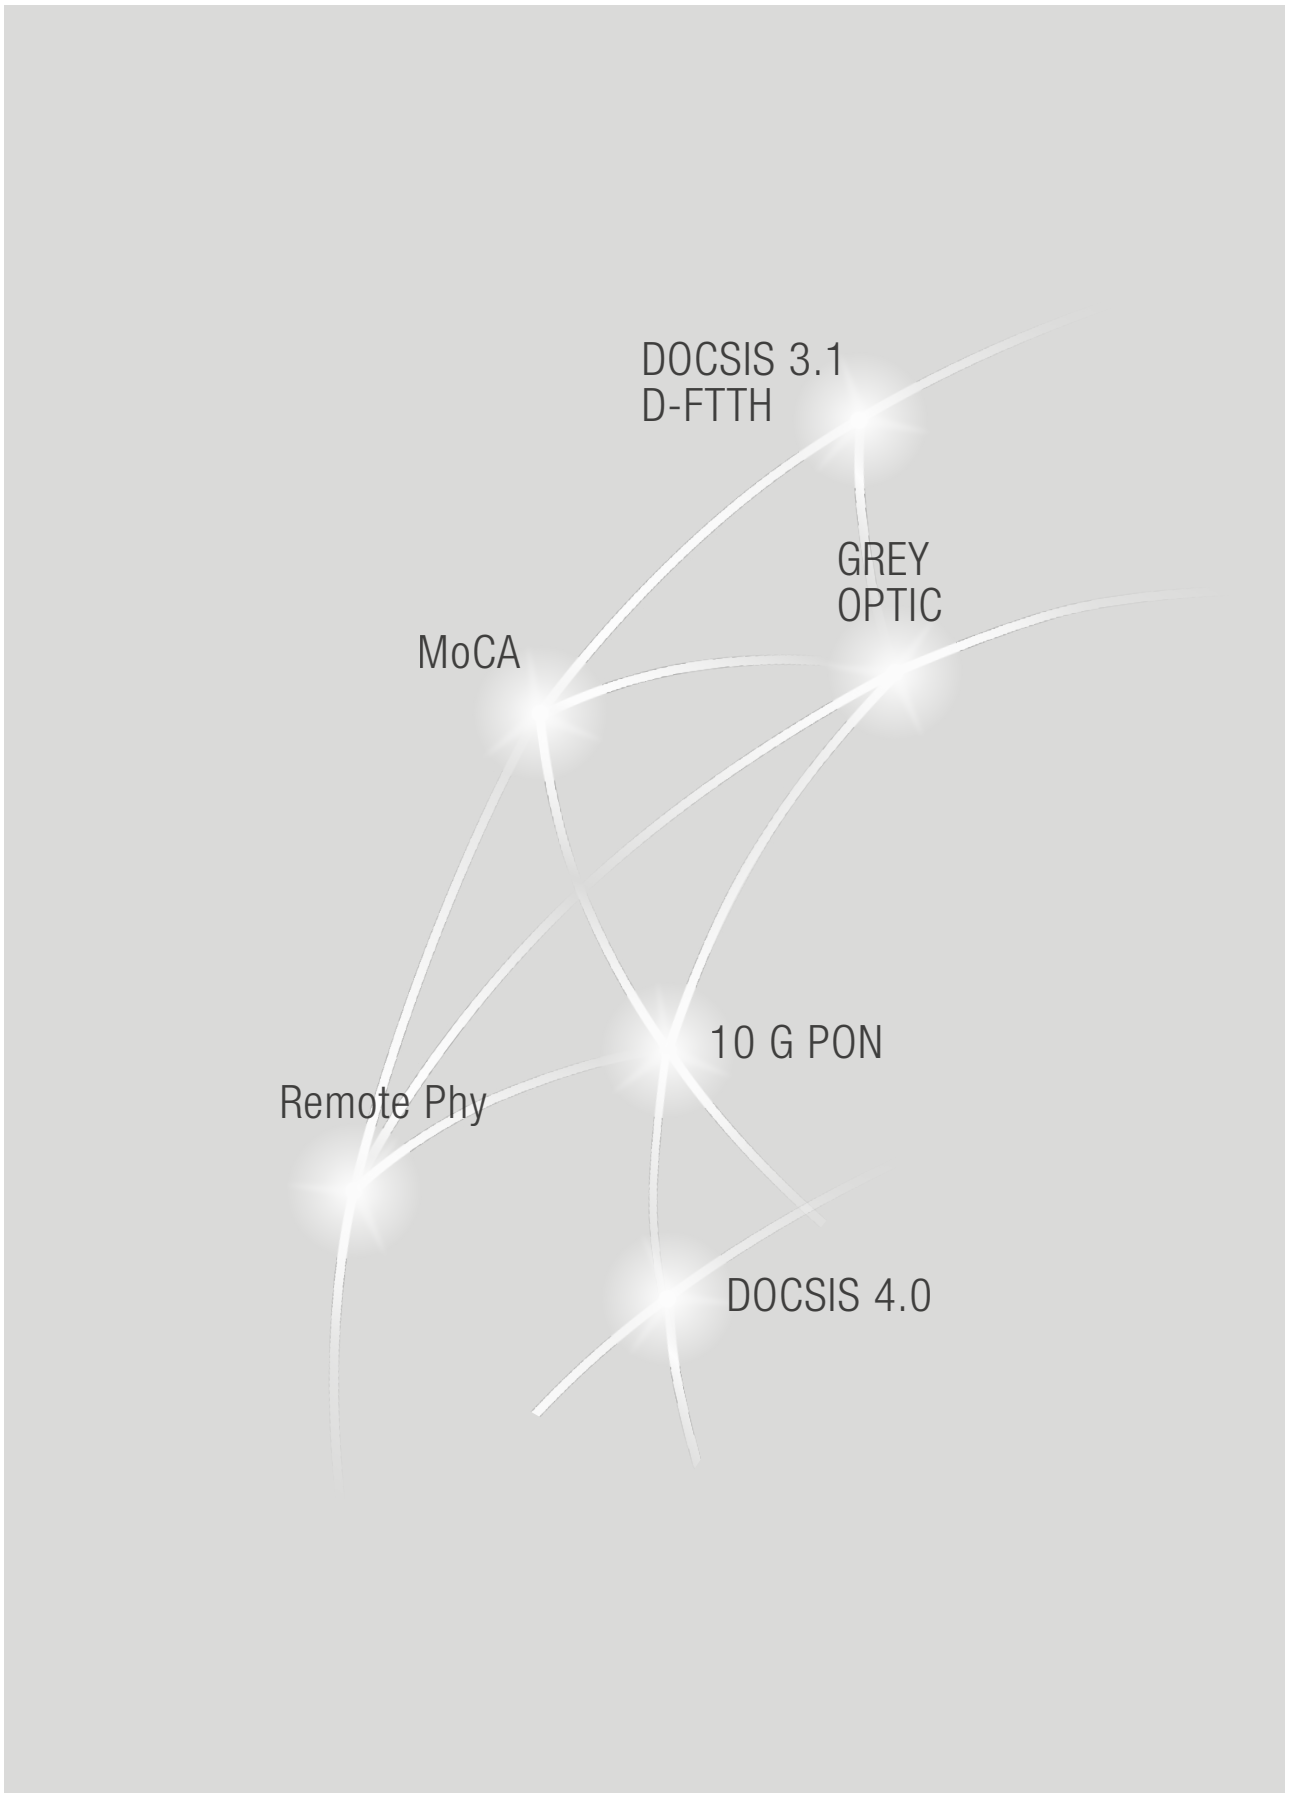 DOCSIS 3.1
D-FTTH
GREY
OPTIC
MoCA
10 G PON
Remote Phy
DOCSIS 4.0